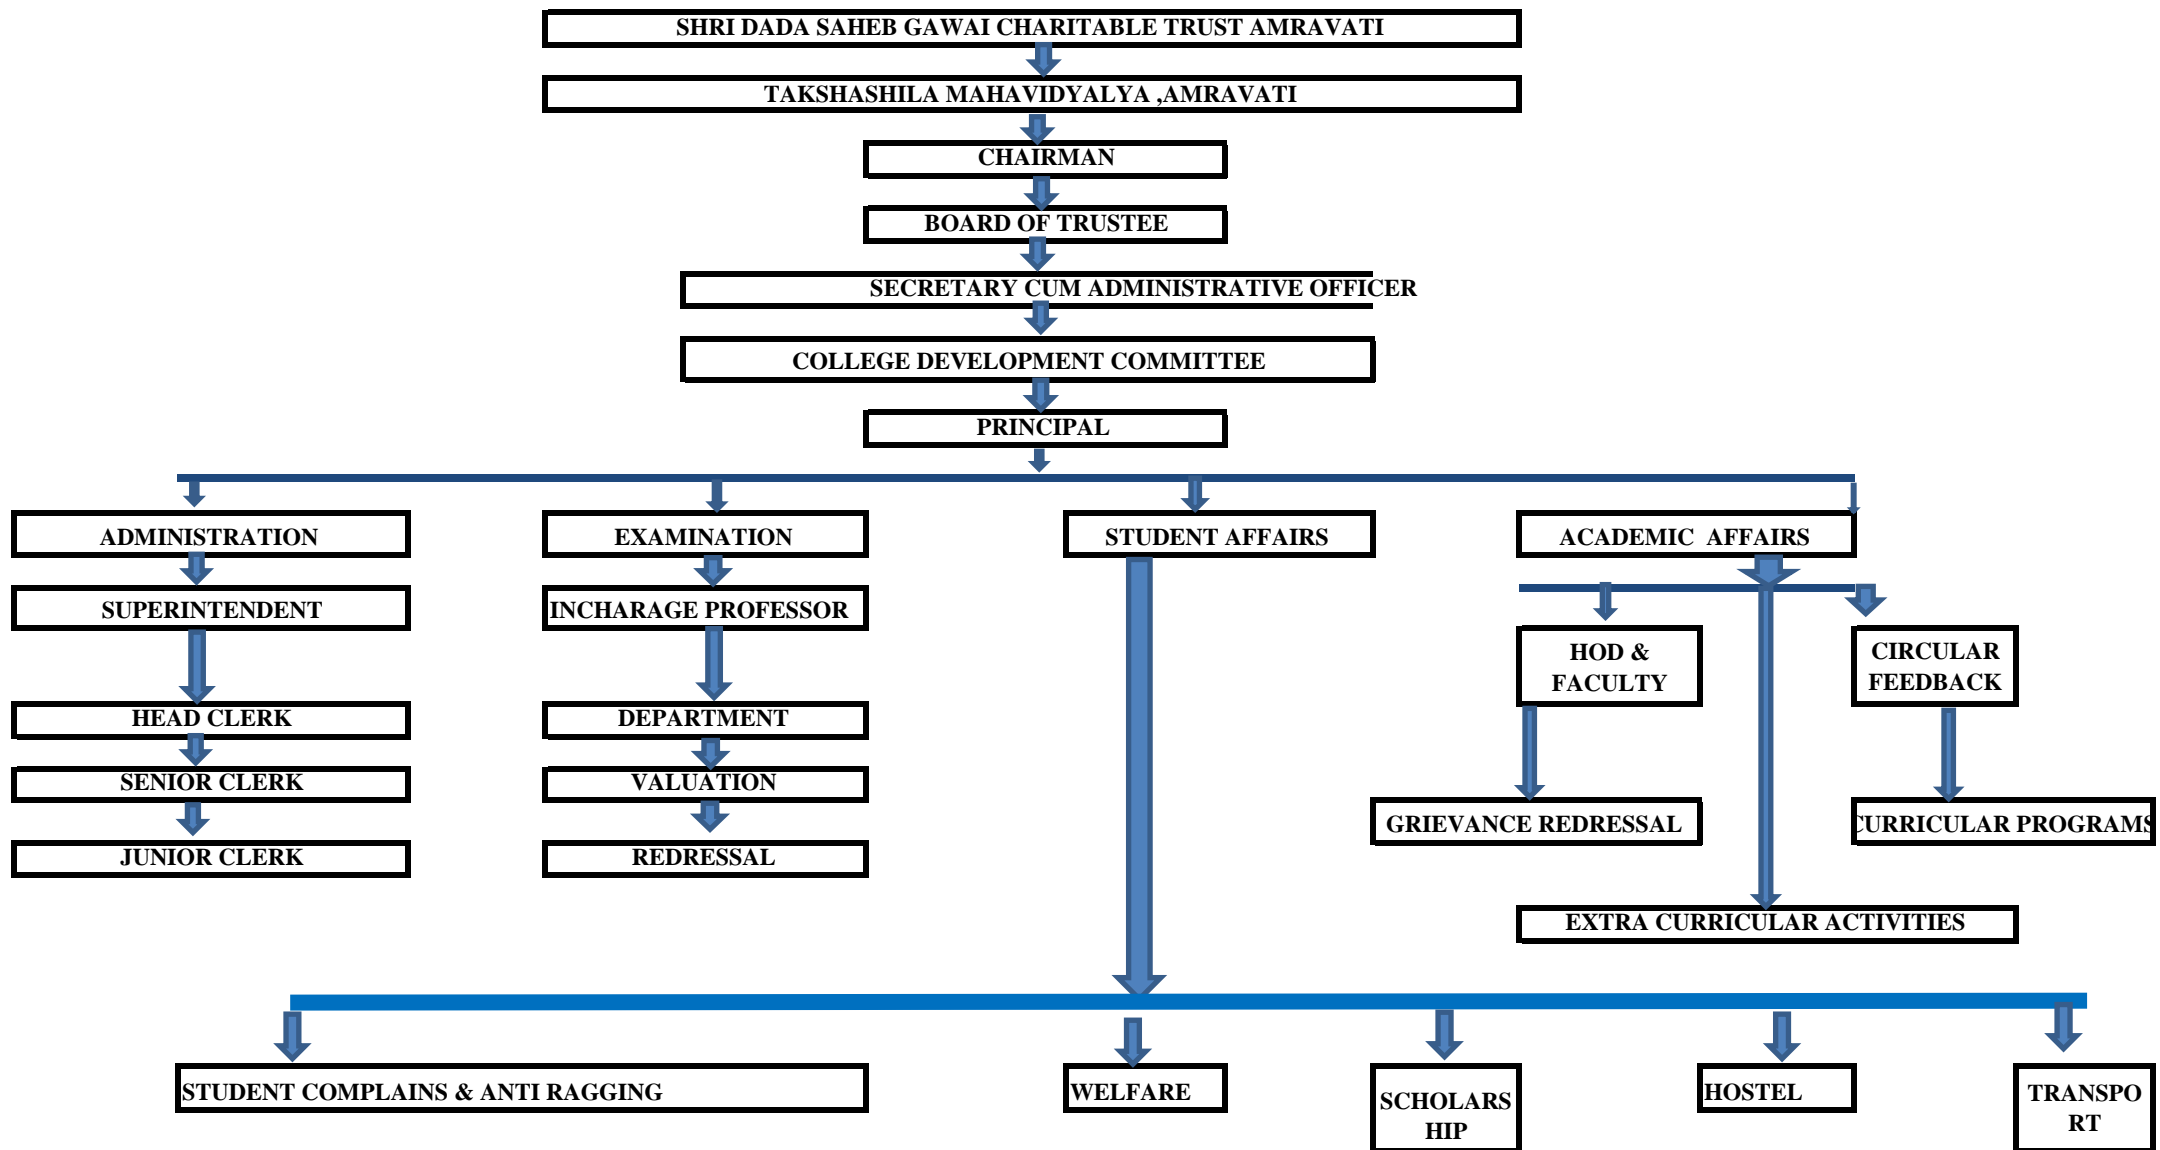 SHRI DADA SAHEB GAWAI CHARITABLE TRUST AMRAVATI
TAKSHASHILA MAHAVIDYALYA ,AMRAVATI
CHAIRMAN
BOARD OF TRUSTEE
SECRETARY CUM ADMINISTRATIVE OFFICER
COLLEGE DEVELOPMENT COMMITTEE
PRINCIPAL
ADMINISTRATION
EXAMINATION
STUDENT AFFAIRS
ACADEMIC AFFAIRS
SUPERINTENDENT
INCHARAGE PROFESSOR
HOD &
FACULTY
CIRCULAR
FEEDBACK
HEAD CLERK
DEPARTMENT
SENIOR CLERK
VALUATION
GRIEVANCE REDRESSAL
CURRICULAR PROGRAMS
JUNIOR CLERK
REDRESSAL
EXTRA CURRICULAR ACTIVITIES
STUDENT COMPLAINS & ANTI RAGGING
WELFARE
SCHOLARS
HIP
HOSTEL
TRANSPO
RT